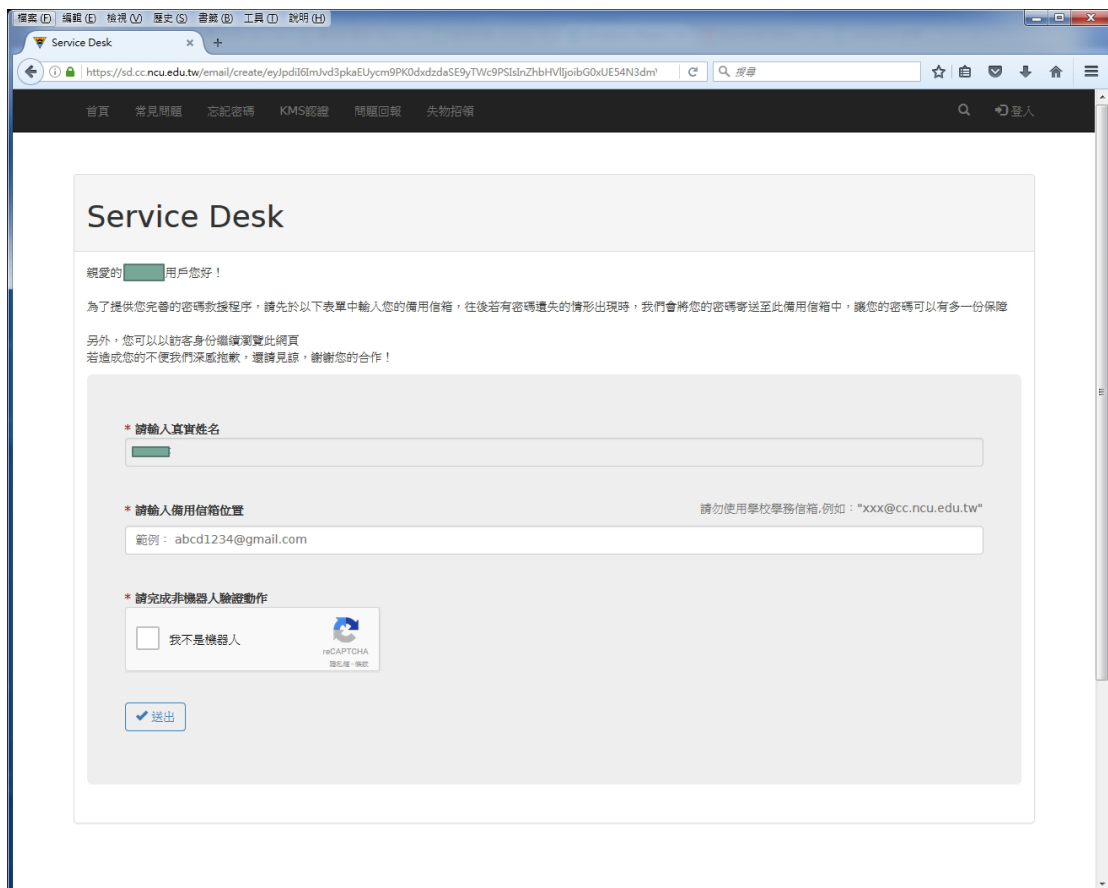 檔案(F) 編輯(E) 檢視(V) 歷史(S) 書籤(B) 工具(T) 說明(H)
Service Desk
https://sd.cc.ncu.edu.tw/email/create/
搜尋
首頁 常見問題 忘記密碼 KMS認證 問題回報 失物招領 登入
Service Desk
親愛的 用戶您好！
為了提供您完善的密碼救援程序，請先於以下表單中輸入您的備用信箱，往後若有密碼遺失的情形出現時，我們會將您的密碼寄送至此備用信箱中，讓您的密碼可以有多一份保障
另外，您可以以訪客身份繼續瀏覽此網頁
若造成您的不便我們深感抱歉，還請見諒，謝謝您的合作！
* 請輸入真實姓名
* 請輸入備用信箱位置 請勿使用學校學務信箱,例如："xxx@cc.ncu.edu.tw"
範例： abcd1234@gmail.com
* 請完成非機器人驗證動作
我不是機器人
reCAPTCHA
隱私權 - 條款
送出